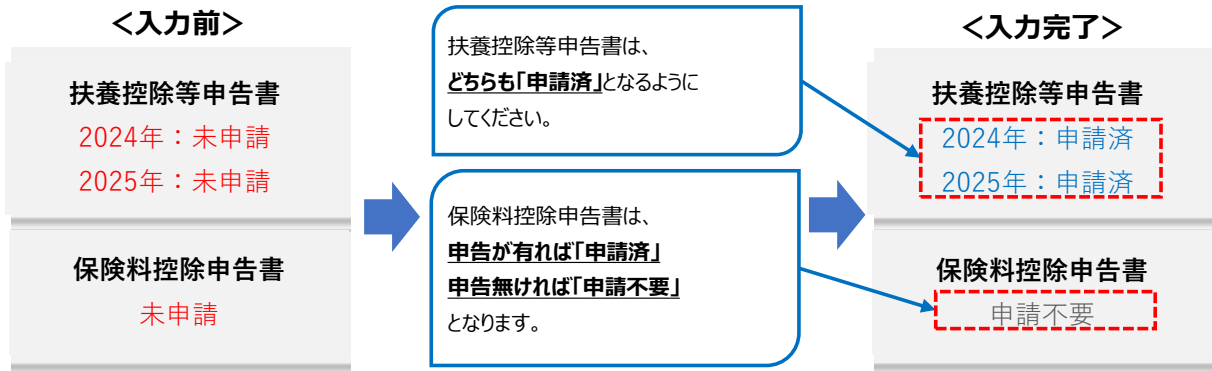 <入力前>
扶養控除等申告書
2024年：未申請
2025年：未申請
保険料控除申告書
未申請
扶養控除等申告書は、
どちらも「申請済」となるように
してください。
保険料控除申告書は、
申告が有れば「申請済」
申告無ければ「申請不要」
となります。
<入力完了>
扶養控除等申告書
2024年：申請済
2025年：申請済
保険料控除申告書
申請不要